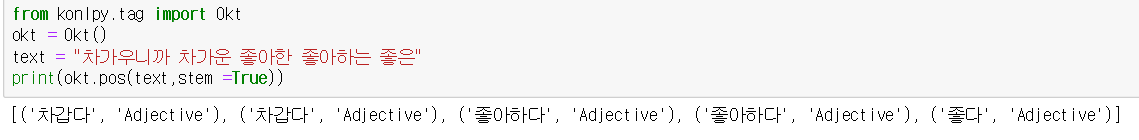 from konlpy.tag import Okt
okt = Okt()
text = "차가우니까 차가운 좋아한 좋아하는 좋은"
print(okt.pos(text,stem =True))
[('차갑다', 'Adjective'), ('차갑다', 'Adjective'), ('좋아하다', 'Adjective'), ('좋아하다', 'Adjective'), ('좋다', 'Adjective')]